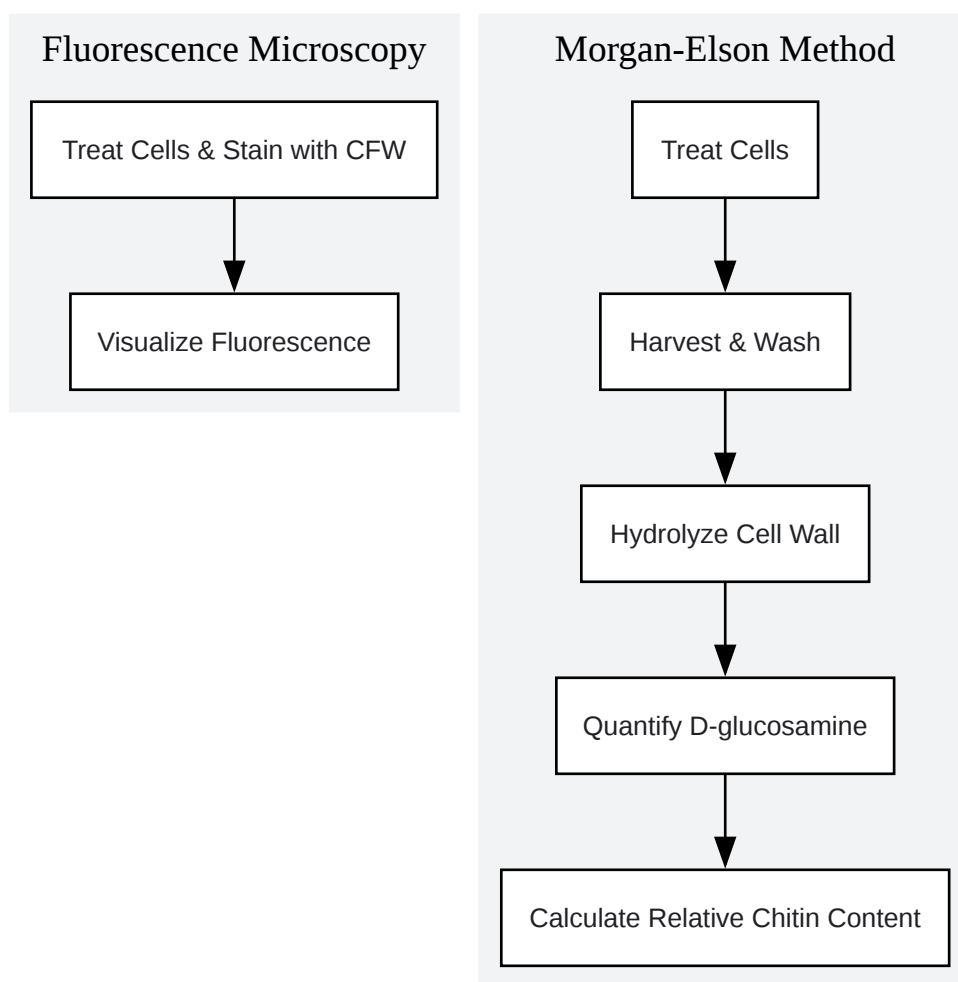 Fluorescence Microscopy
Treat Cells & Stain with CFW
Visualize Fluorescence
Morgan-Elson Method
Treat Cells
Harvest & Wash
Hydrolyze Cell Wall
Quantify D-glucosamine
Calculate Relative Chitin Content